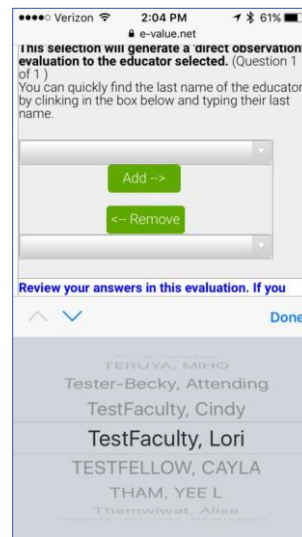 Verizon 2:04 PM 61%
e-value.net
This selection will generate a 'direct observation'
evaluation to the educator selected. (Question 1
of 1 )
You can quickly find the last name of the educator
by clinking in the box below and typing their last
name.
Add -->
<-- Remove
Review your answers in this evaluation. If you
Done
TERUYA, MIHO
Tester-Becky, Attending
TestFaculty, Cindy
TestFaculty, Lori
TESTFELLOW, CAYLA
THAM, YEE L
Thamwiwat, Alisa